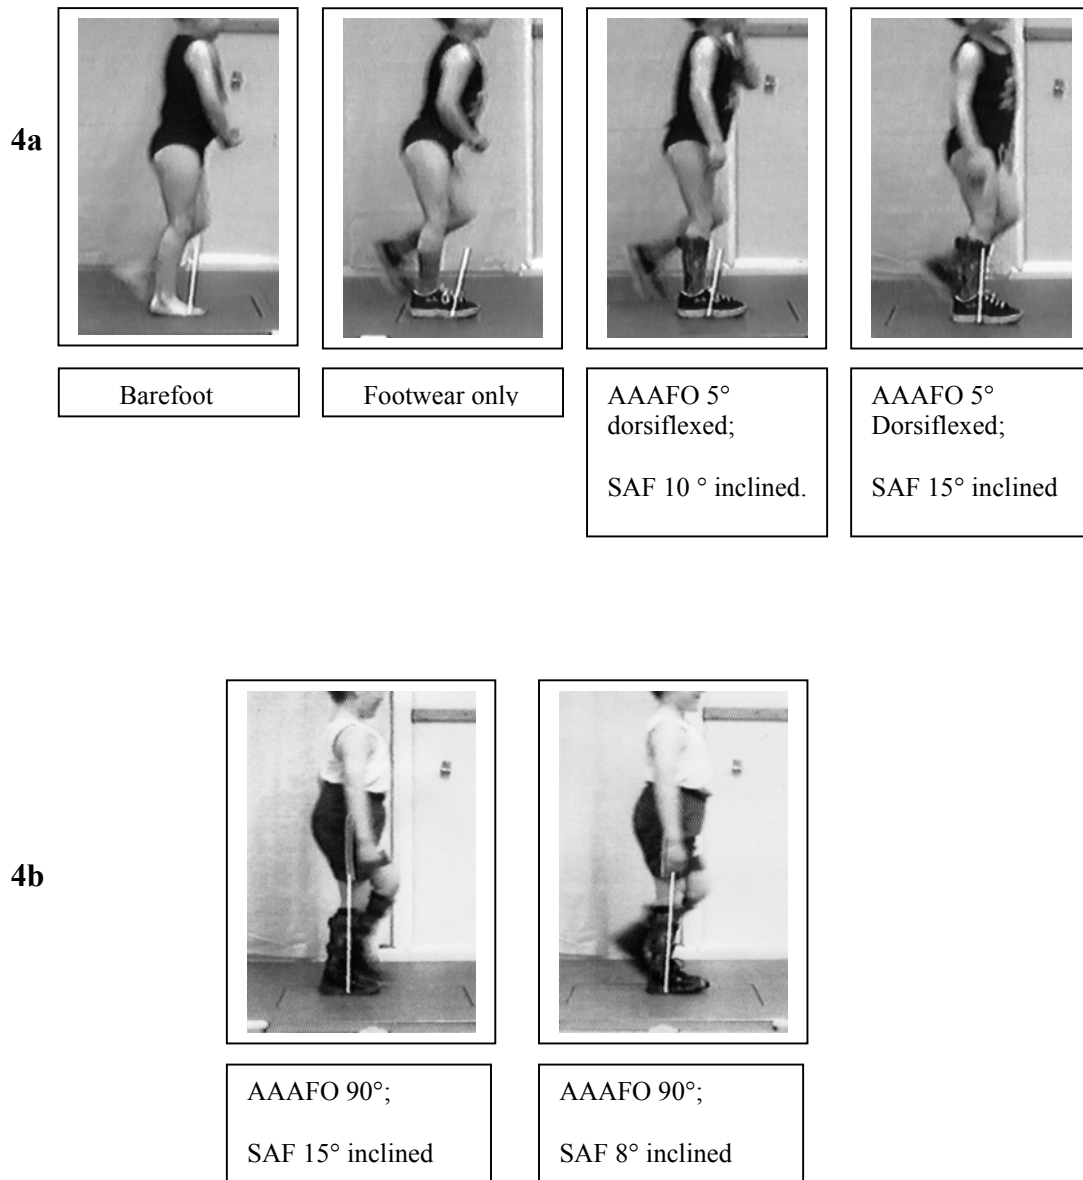 4a
Barefoot
Footwear only
AAAFO 5°
dorsiflexed;
SAF 10 ° inclined.
AAAFO 5°
Dorsiflexed;
SAF 15° inclined
4b
AAAFO 90°;
SAF 15° inclined
AAAFO 90°;
SAF 8° inclined